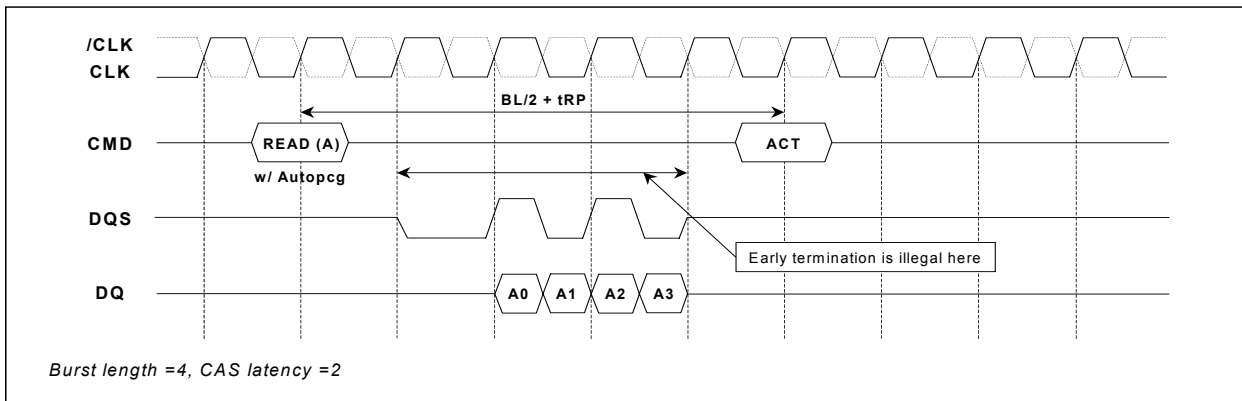 /CLK
CLK
BL/2 + tRP
CMD
READ (A)
ACT
w/ Autopcg
DQS
Early termination is illegal here
DQ
A0
A1
A2
A3
Burst length =4, CAS latency =2